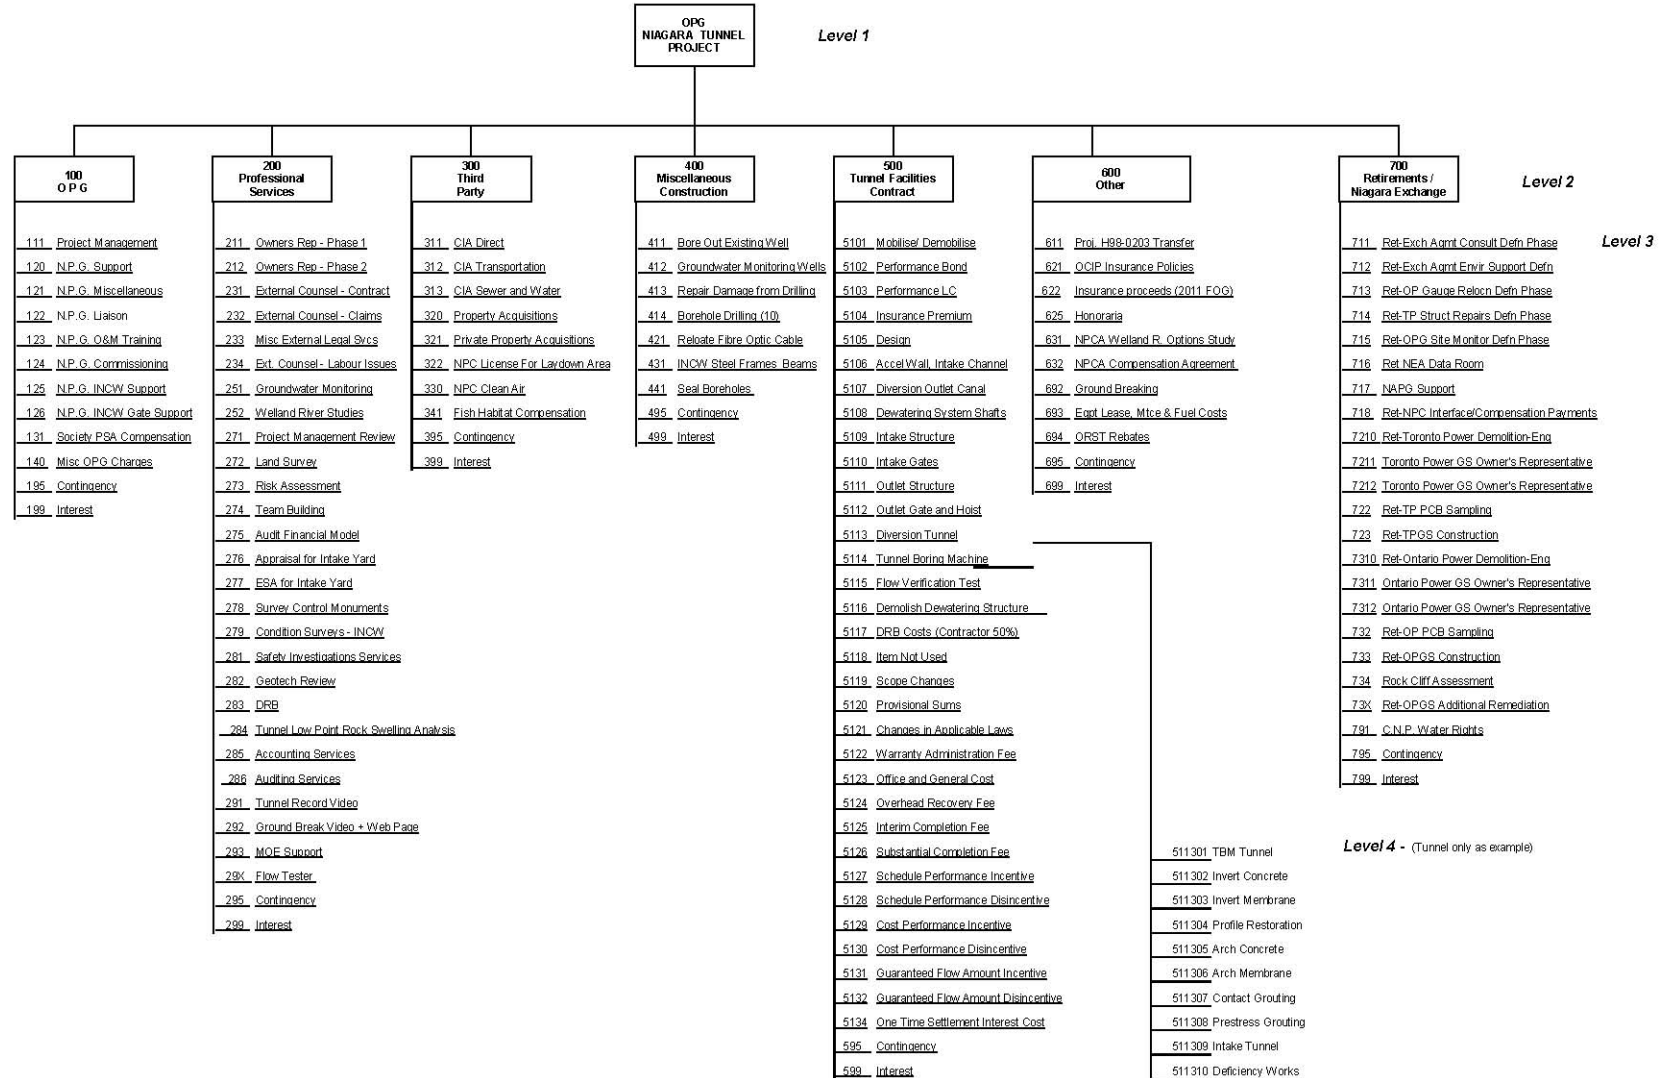 OPG
NIAGARA TUNNEL
PROJECT
Level 1
100
O P G
200
Professional
Services
300
Third
Party
400
Miscellaneous
Construction
500
Tunnel Facilities
Contract
600
Other
700
Retirements /
Niagara Exchange
Level 2
Level 3
111 Project Management
120 N.P.G. Support
121 N.P.G. Miscellaneous
122 N.P.G. Liaison
123 N.P.G. O&M Training
124 N.P.G. Commissioning
125 N.P.G. INCW Support
126 N.P.G. INCW Gate Support
131 Society PSA Compensation
140 Misc OPG Charges
195 Contingency
199 Interest
211 Owners Rep - Phase 1
212 Owners Rep - Phase 2
231 External Counsel - Contract
232 External Counsel - Claims
233 Misc External Legal Svcs
234 Ext. Counsel - Labour Issues
251 Groundwater Monitoring
252 Welland River Studies
271 Project Management Review
272 Land Survey
273 Risk Assessment
274 Team Building
275 Audit Financial Model
276 Appraisal for Intake Yard
277 ESA for Intake Yard
278 Survey Control Monuments
279 Condition Surveys - INCW
281 Safety Investigations Services
282 Geotech Review
283 DRB
284 Tunnel Low Point Rock Swelling Analysis
285 Accounting Services
286 Auditing Services
291 Tunnel Record Video
292 Ground Break Video + Web Page
293 MOE Support
29X Flow Tester
295 Contingency
299 Interest
311 CIA Direct
312 CIA Transportation
313 CIA Sewer and Water
320 Property Acquisitions
321 Private Property Acquisitions
322 NPC License For Laydown Area
330 NPC Clean Air
341 Fish Habitat Compensation
395 Contingency
399 Interest
411 Bore Out Existing Well
412 Groundwater Monitoring Wells
413 Repair Damage from Drilling
414 Borehole Drilling (10)
421 Reloate Fibre Optic Cable
431 INCW Steel Frames Beams
441 Seal Boreholes
495 Contingency
499 Interest
5101 Mobilise/ Demobilise
5102 Performance Bond
5103 Performance LC
5104 Insurance Premium
5105 Design
5106 Accel Wall, Intake Channel
5107 Diversion Outlet Canal
5108 Dewatering System Shafts
5109 Intake Structure
5110 Intake Gates
5111 Outlet Structure
5112 Outlet Gate and Hoist
5113 Diversion Tunnel
5114 Tunnel Boring Machine
5115 Flow Verification Test
5116 Demolish Dewatering Structure
5117 DRB Costs (Contractor 50%)
5118 Item Not Used
5119 Scope Changes
5120 Provisional Sums
5121 Changes in Applicable Laws
5122 Warranty Administration Fee
5123 Office and General Cost
5124 Overhead Recovery Fee
5125 Interim Completion Fee
5126 Substantial Completion Fee
5127 Schedule Performance Incentive
5128 Schedule Performance Disincentive
5129 Cost Performance Incentive
5130 Cost Performance Disincentive
5131 Guaranteed Flow Amount Incentive
5132 Guaranteed Flow Amount Disincentive
5134 One Time Settlement Interest Cost
595 Contingency
599 Interest
611 Proj. H98-0203 Transfer
621 OCIP Insurance Policies
622 Insurance proceeds (2011 FOG)
625 Honoraria
631 NPCA Welland R. Options Study
632 NPCA Compensation Agreement
692 Ground Breaking
693 Eqpt Lease, Mtce & Fuel Costs
694 ORST Rebates
695 Contingency
699 Interest
711 Ret-Exch Agmt Consult Defn Phase
712 Ret-Exch Agmt Envir Support Defn
713 Ret-OP Gauge Relocn Defn Phase
714 Ret-TP Struct Repairs Defn Phase
715 Ret-OPG Site Monitor Defn Phase
716 Ret NEA Data Room
717 NAPG Support
718 Ret-NPC Interface/Compensation Payments
7210 Ret-Toronto Power Demolition-Eng
7211 Toronto Power GS Owner's Representative
7212 Toronto Power GS Owner's Representative
722 Ret-TP PCB Sampling
723 Ret-TPGS Construction
7310 Ret-Ontario Power Demolition-Eng
7311 Ontario Power GS Owner's Representative
7312 Ontario Power GS Owner's Representative
732 Ret-OP PCB Sampling
733 Ret-OPGS Construction
734 Rock Cliff Assessment
73X Ret-OPGS Additional Remediation
791 C.N.P. Water Rights
795 Contingency
799 Interest
Level 4 - (Tunnel only as example)
511301 TBM Tunnel
511302 Invert Concrete
511303 Invert Membrane
511304 Profile Restoration
511305 Arch Concrete
511306 Arch Membrane
511307 Contact Grouting
511308 Prestress Grouting
511309 Intake Tunnel
511310 Deficiency Works